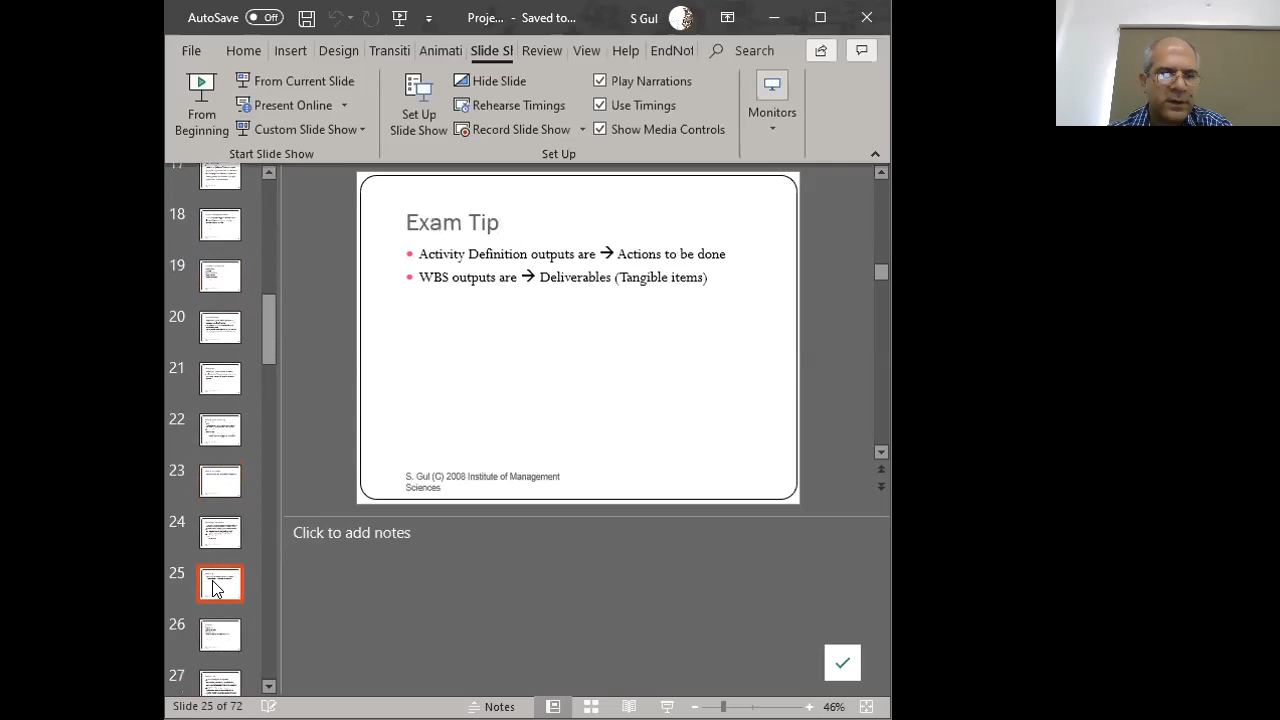 AutoSave Off Proje... - Saved to... S Gul
File Home Insert Design Transiti Animati Slide Sh Review View Help EndNot Search
From Beginning
From Current Slide
Present Online
Custom Slide Show
Start Slide Show
Set Up Slide Show
Hide Slide
Rehearse Timings
Record Slide Show
Play Narrations
Use Timings
Show Media Controls
Set Up
Monitors
17
18
19
20
21
22
23
24
25
26
27
Exam Tip
• Activity Definition outputs are → Actions to be done
• WBS outputs are → Deliverables (Tangible items)
S. Gul (C) 2008 Institute of Management
Sciences
Click to add notes
Slide 25 of 72 Notes 46%